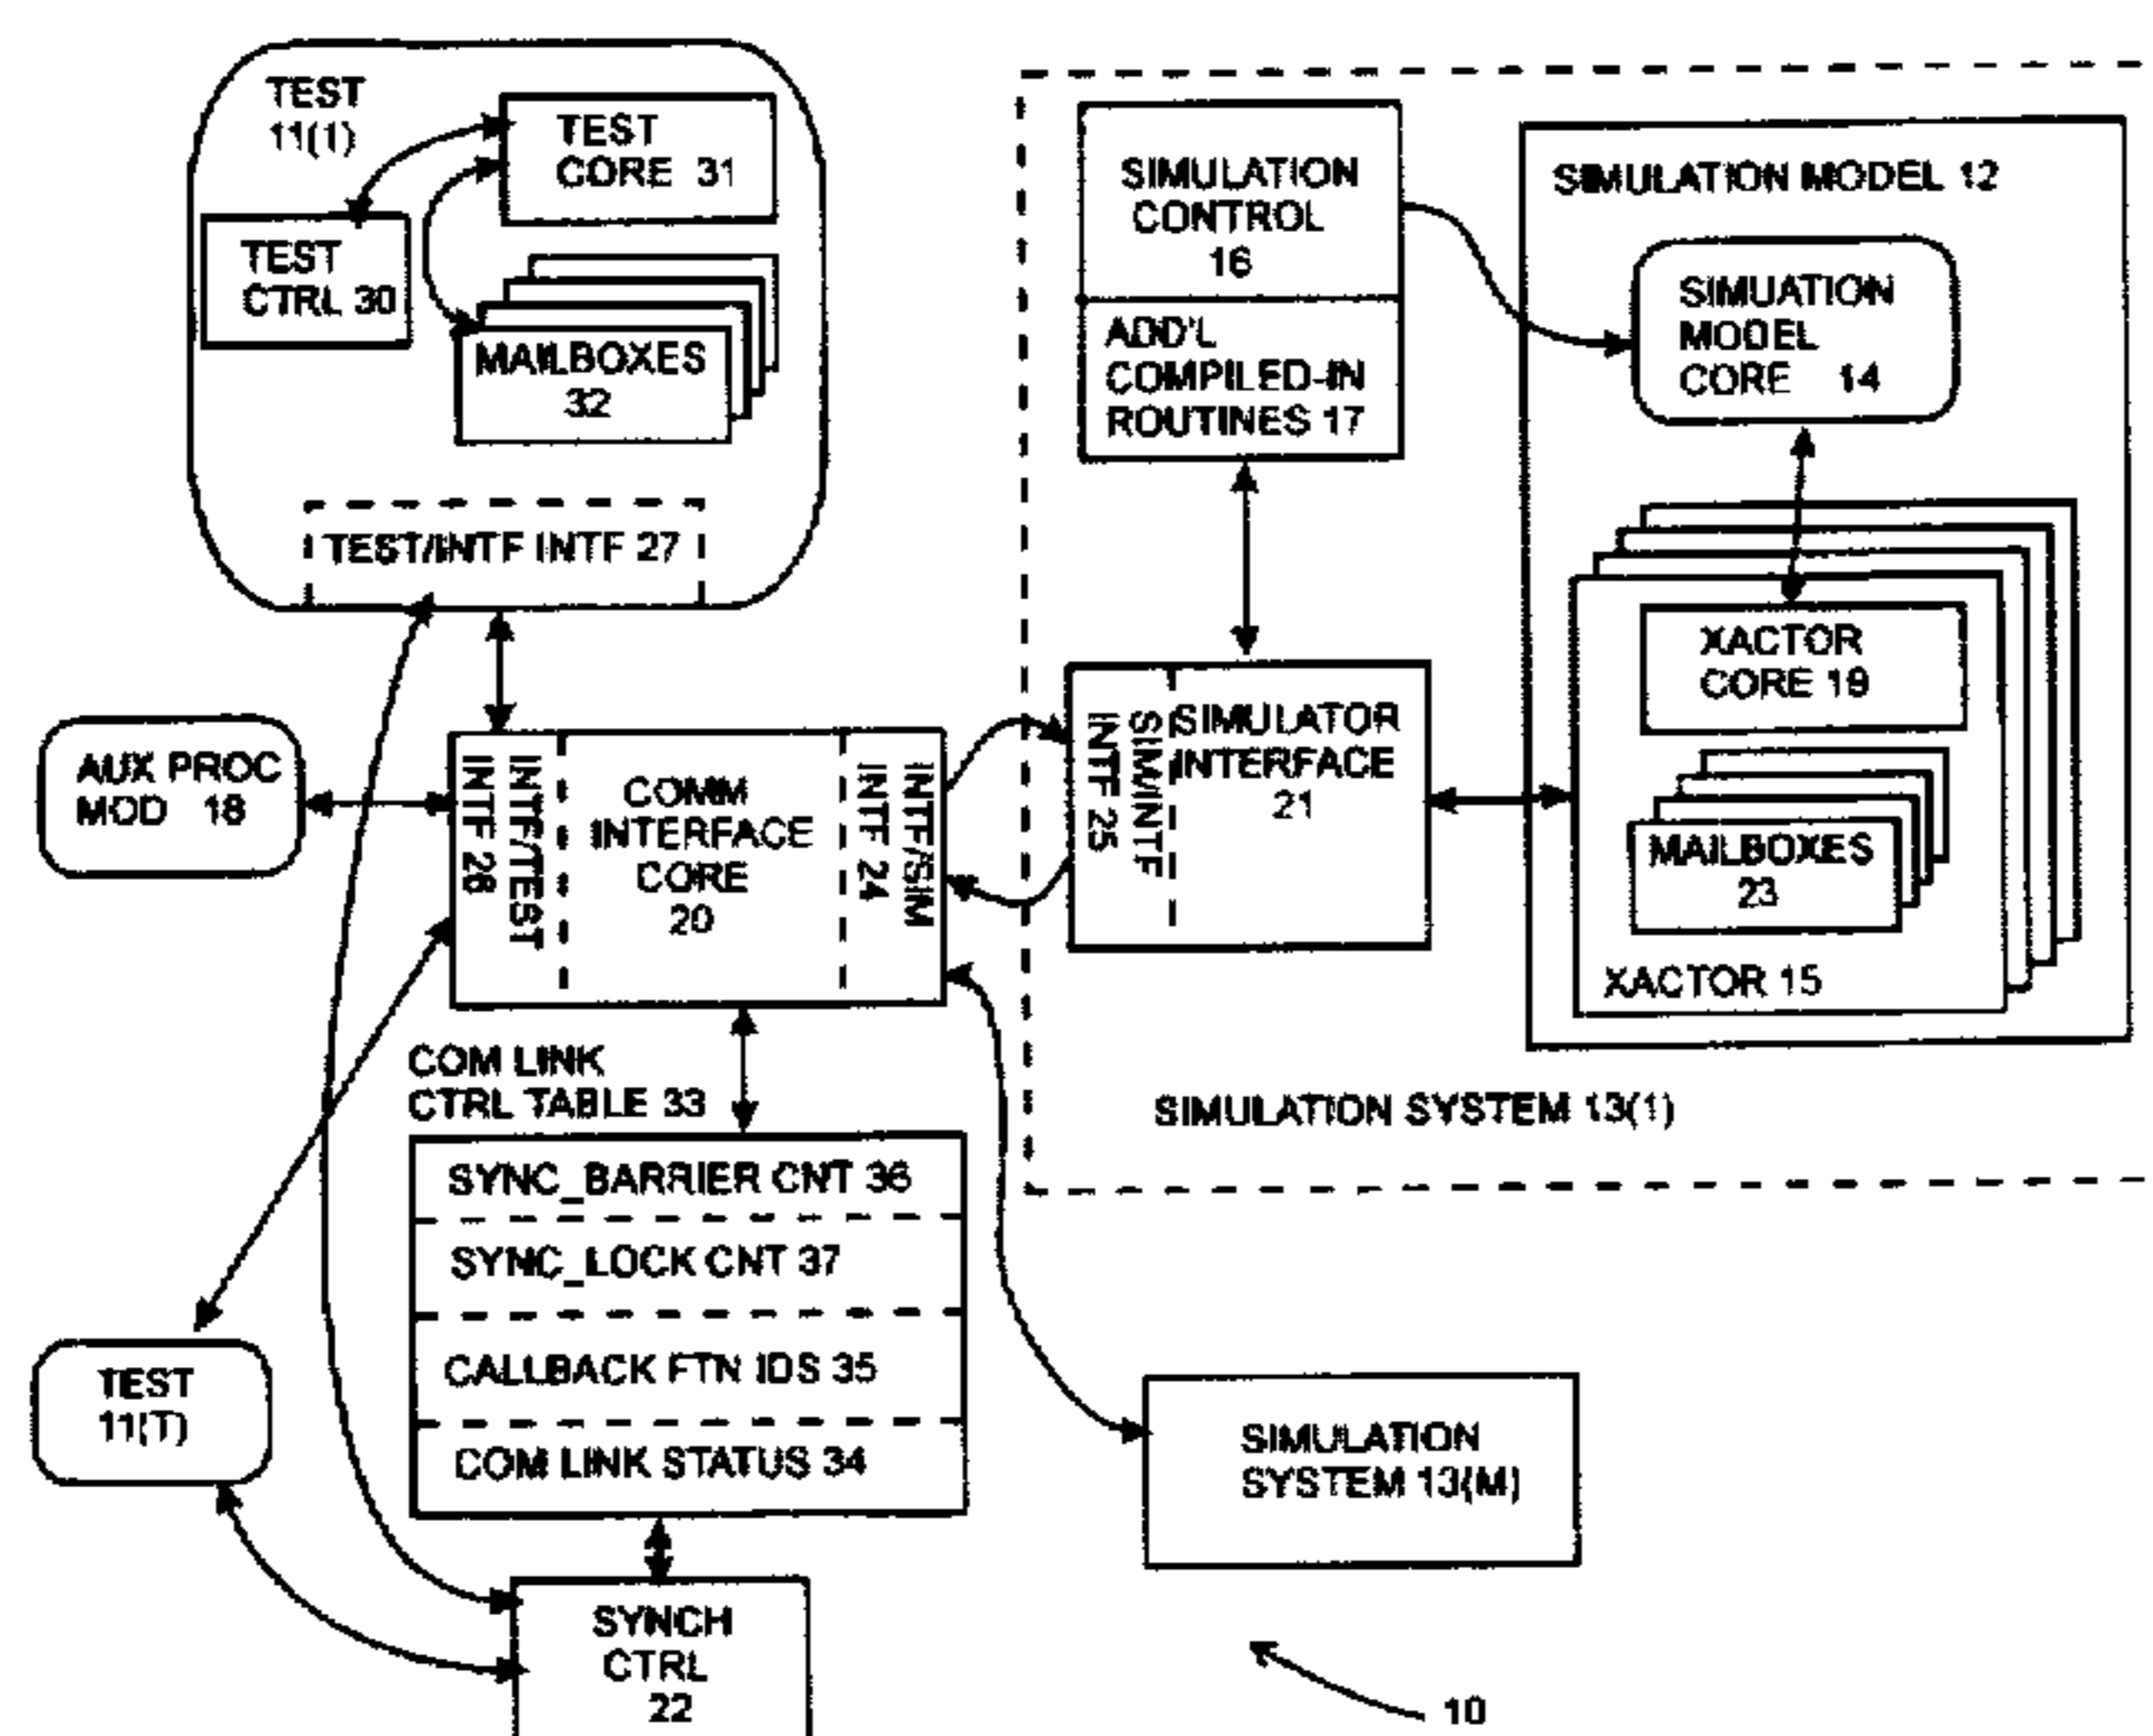 TEST
11(1)
TEST
CORE 31
TEST
CTRL 30
MAILBOXES
32
TEST/INTF INTF 27
SIMULATION
CONTROL
16
ADD'L
COMPILED-IN
ROUTINES 17
SIMULATION MODEL 12
SIMUATION
MODEL
CORE 14
XACTOR
CORE 19
MAILBOXES
23
XACTOR 15
SIMULATOR
INTERFACE
21
SIM/INTF
INTF 25
AUX PROC
MOD 18
INTF/TEST
INTF 26
COMM
INTERFACE
CORE
20
INTF/SIM
INTF 24
COM LINK
CTRL TABLE 33
SIMULATION SYSTEM 13(1)
SYNC_BARRIER CNT 36
SYNC_LOCK CNT 37
CALLBACK FTN IDS 35
COM LINK STATUS 34
TEST
11(T)
SIMULATION
SYSTEM 13(M)
SYNCH
CTRL
22
10